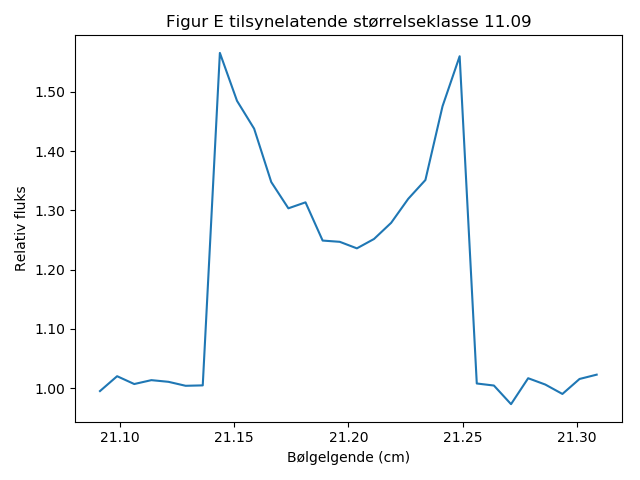 Figur E tilsynelatende størrelseklasse 11.09
1.50
1.40
1.30
1.20
1.10
1.00
Relativ fluks
21.10 21.15 21.20 21.25 21.30
Bølgelgende (cm)